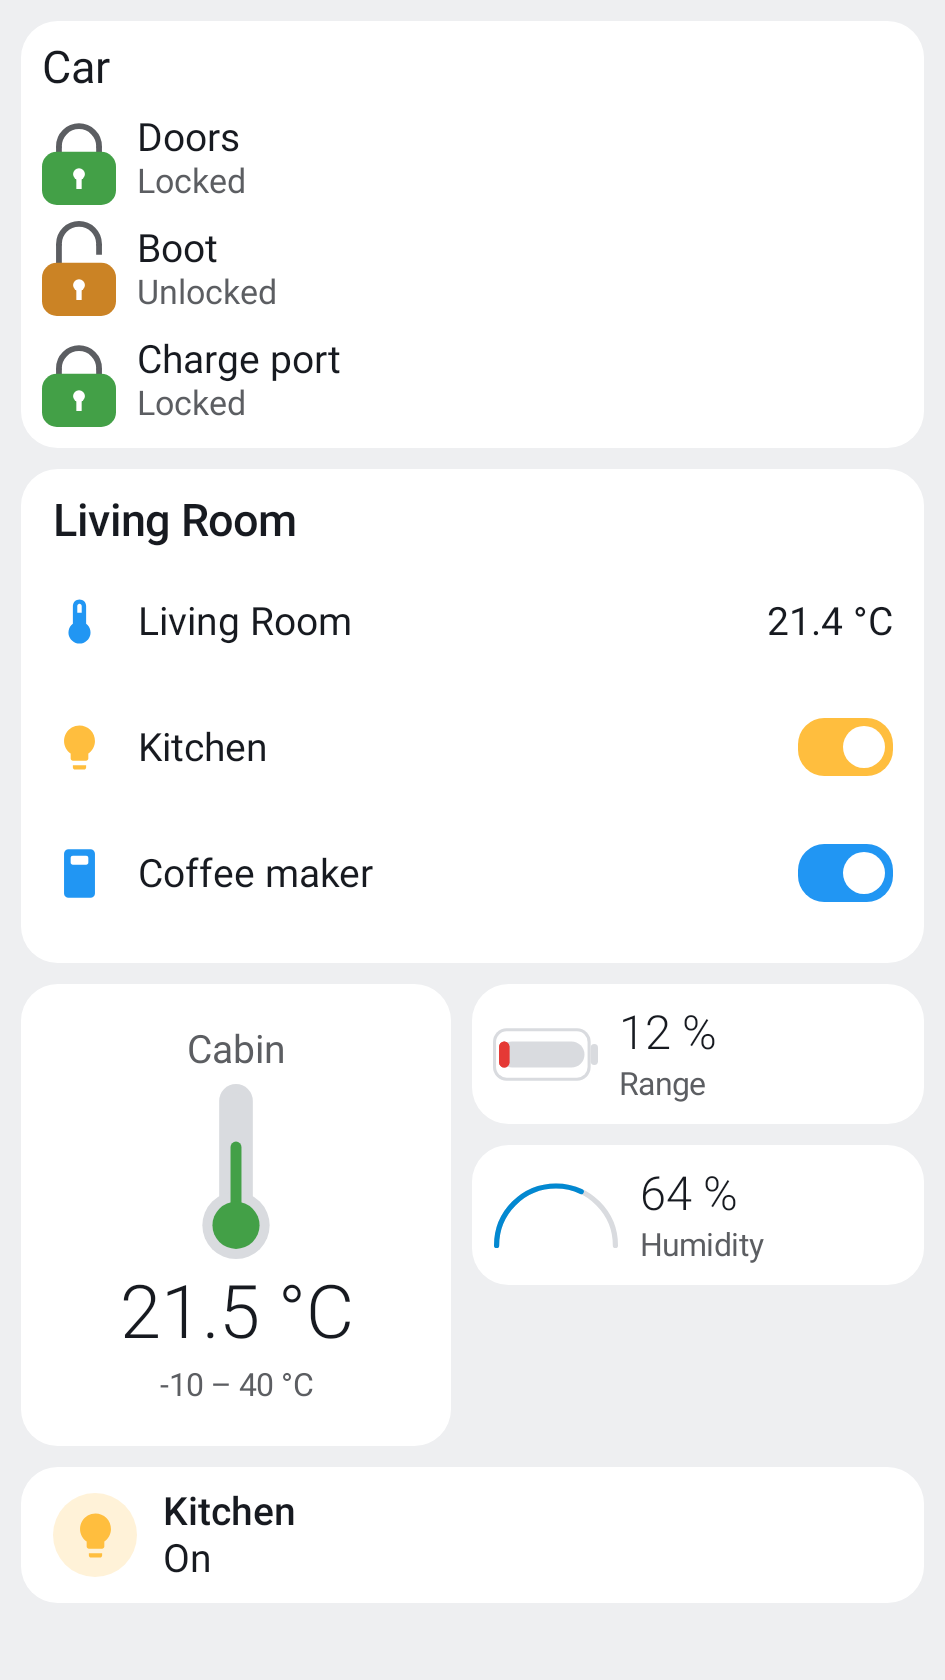 Car
Doors
Locked
Boot
Unlocked
Charge port
Locked
Living Room
Living Room
21.4 °C
Kitchen
Coffee maker
Cabin
21.5 °C
-10 – 40 °C
12 %
Range
64 %
Humidity
Kitchen
On